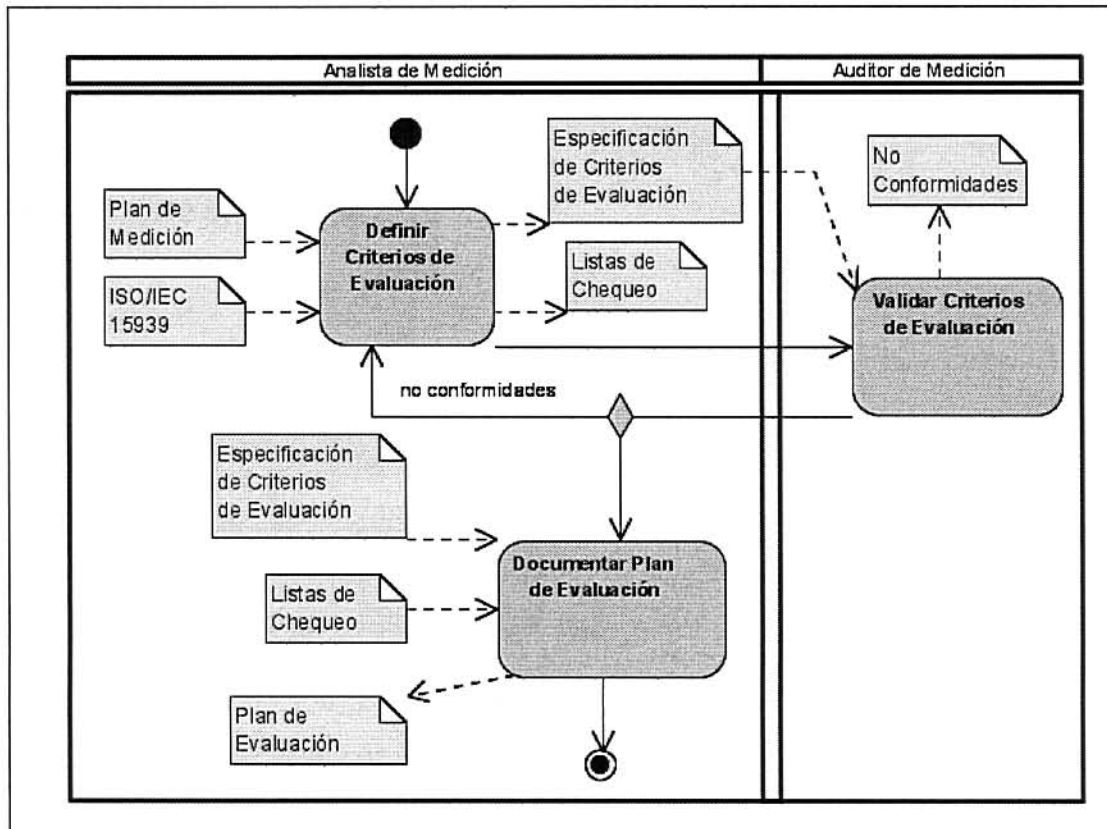 Analista de Medición
Auditor de Medición
Especificación
de Criterios
de Evaluación
No
Conformidades
Plan de
Medición
Definir
Criterios de
Evaluación
Listas de
Chequeo
ISO/IEC
15939
Validar Criterios
de Evaluación
no conformidades
Especificación
de Criterios
de Evaluación
Documentar Plan
de Evaluación
Listas de
Chequeo
Plan de
Evaluación